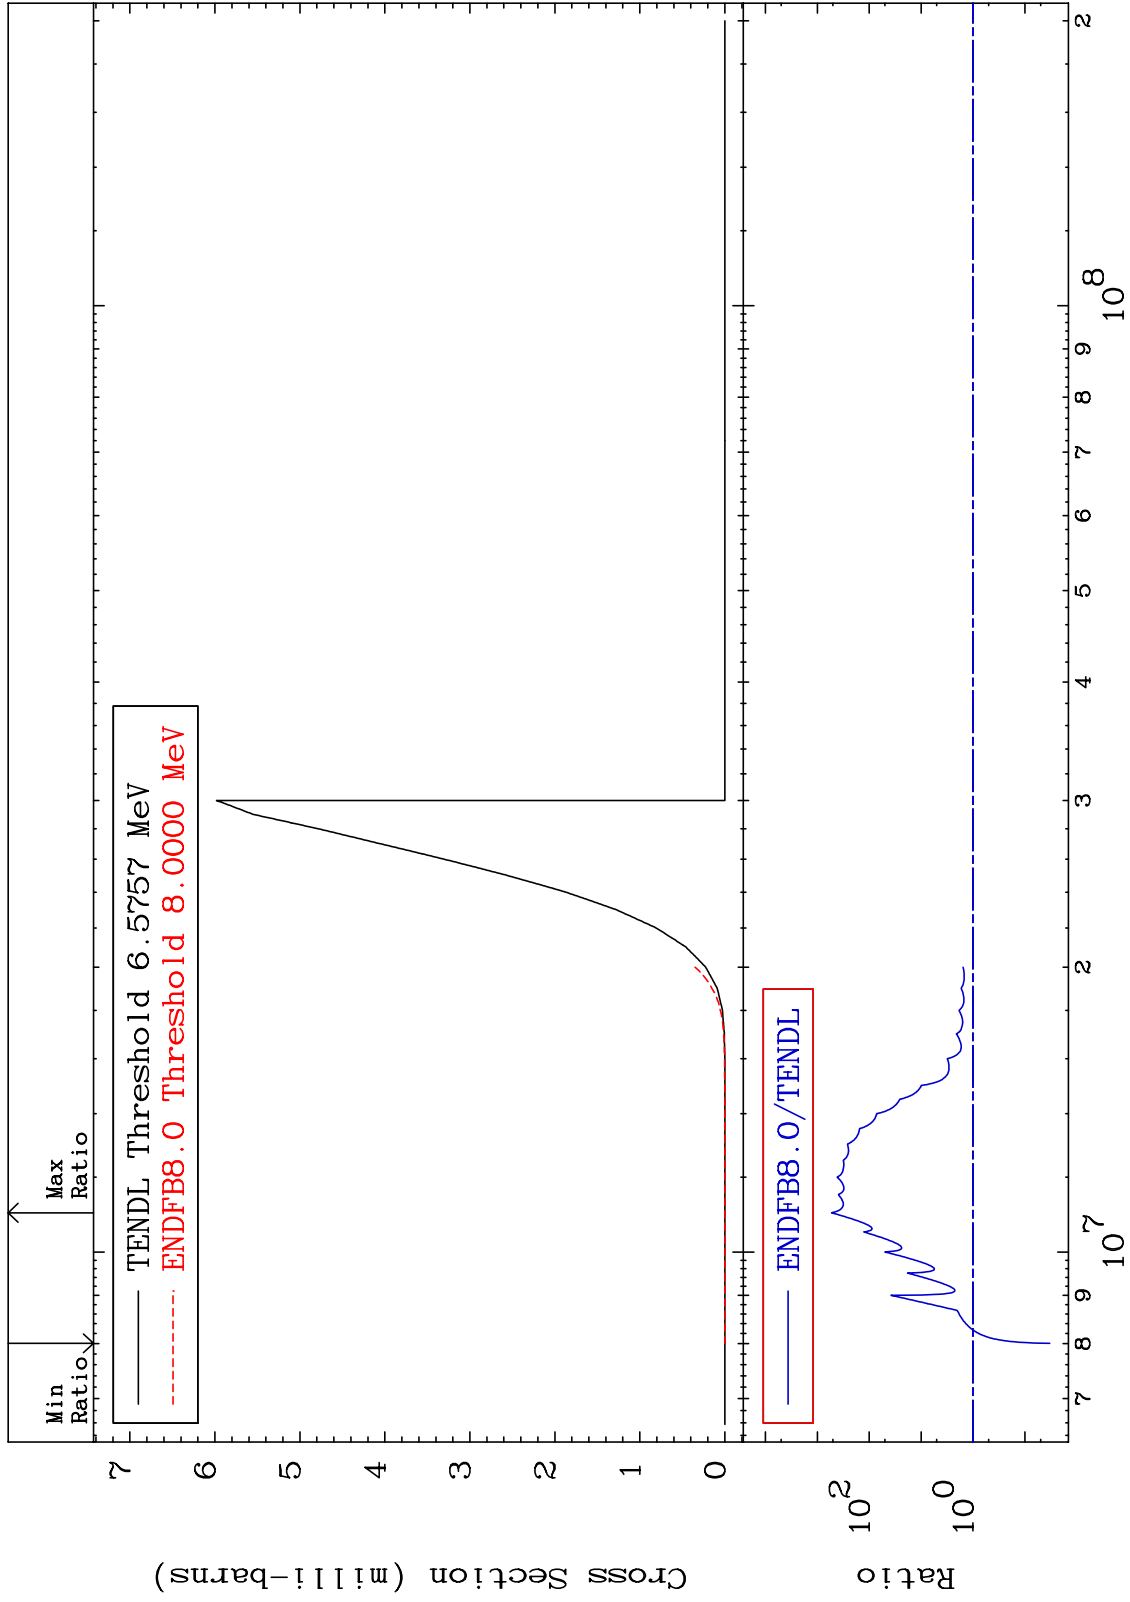 Min
Ratio
Max
Ratio
TENDL Threshold 6.5757 MeV
ENDFB8.0 Threshold 8.0000 MeV
Cross Section (milli-barns)
7
6
5
4
3
2
1
0
ENDFB8.0/TENDL
Ratio
10^2
10^0
7
8
9
10^7
2
3
4
5
6
7
8
9
10^8
2